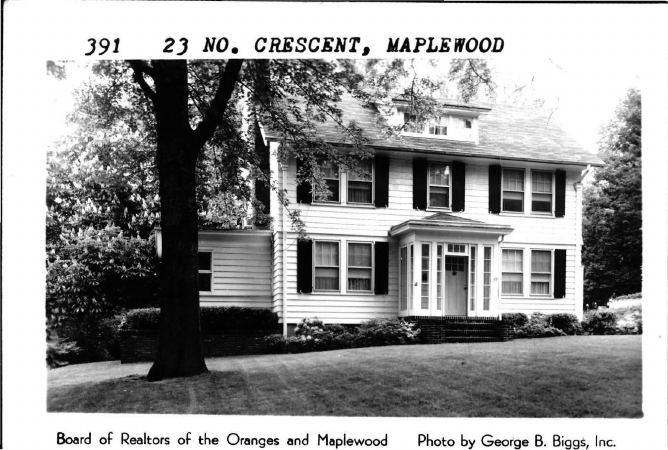 391 23 NO. CRESCENT, MAPLEWOOD
Board of Realtors of the Oranges and Maplewood Photo by George B. Biggs, Inc.